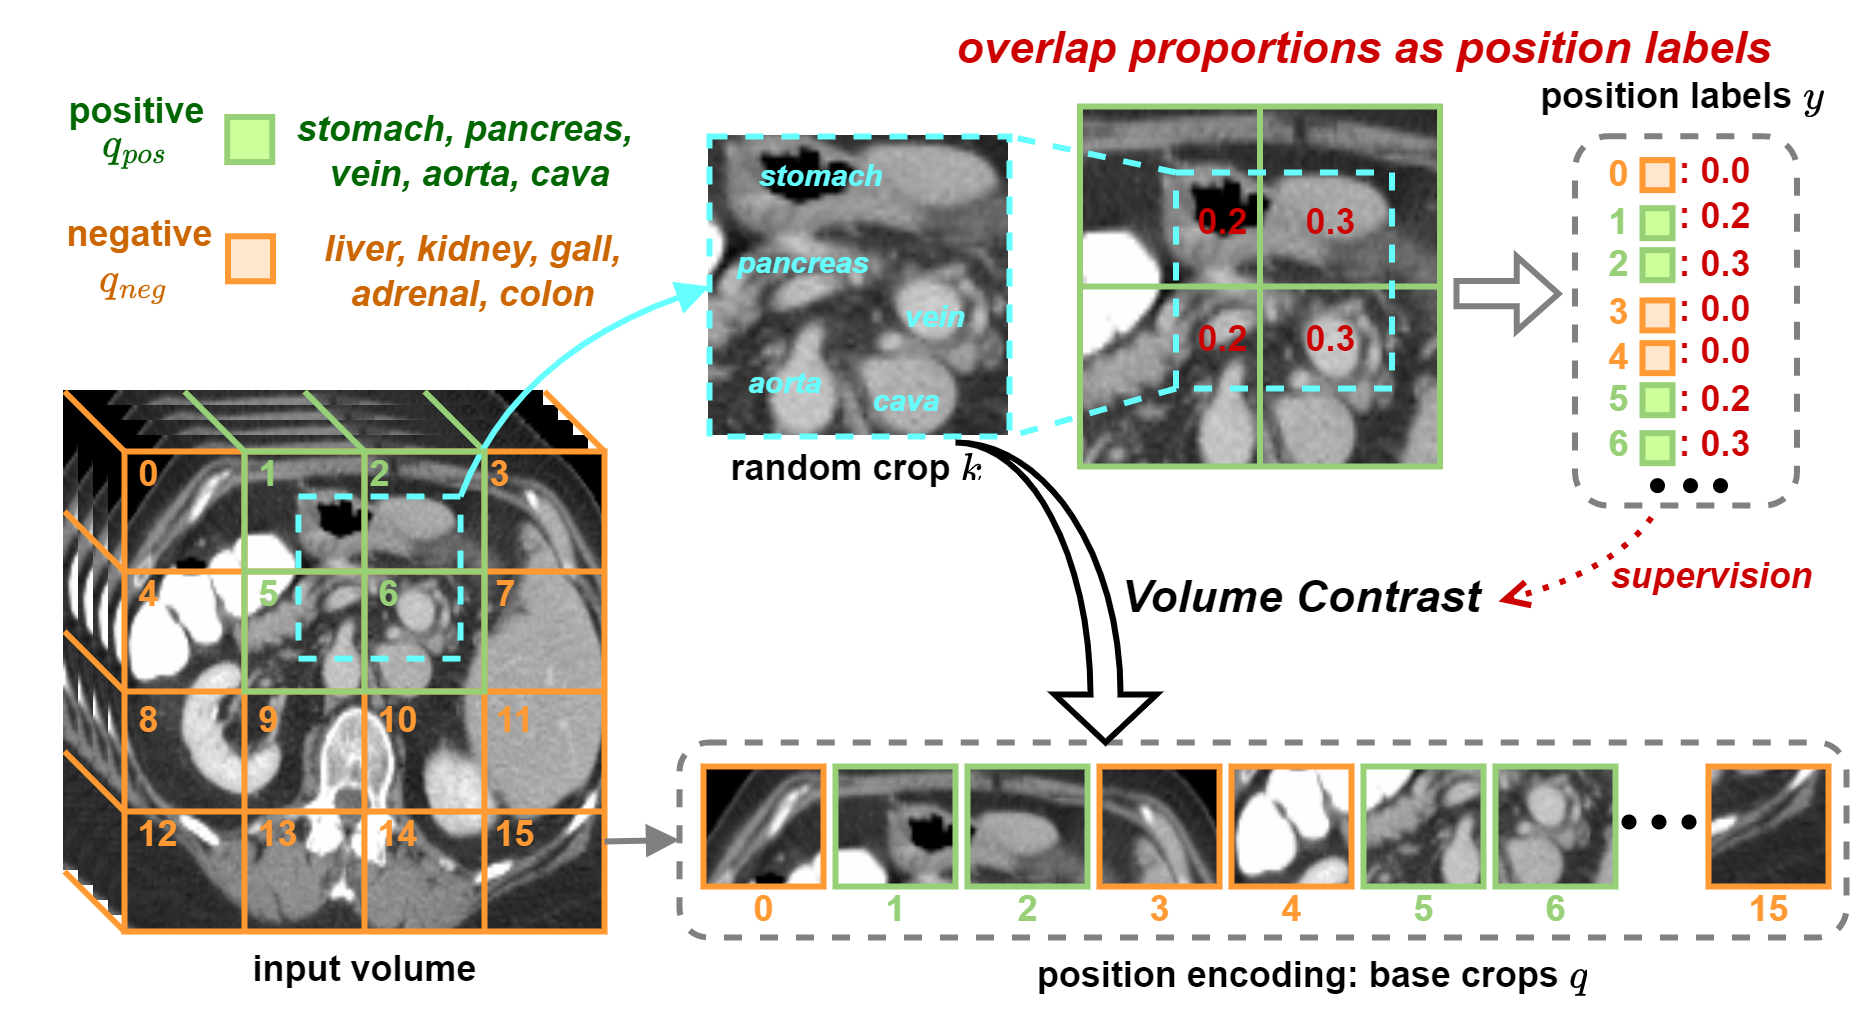 overlap proportions as position labels
positive
q_pos
stomach, pancreas,
vein, aorta, cava
negative
q_neg
liver, kidney, gall,
adrenal, colon
stomach
pancreas
vein
aorta
cava
random crop k
0.2 0.3
0.2 0.3
position labels y
0 : 0.0
1 : 0.2
2 : 0.3
3 : 0.0
4 : 0.0
5 : 0.2
6 : 0.3
supervision
Volume Contrast
0 1 2 3
4 5 6 7
8 9 10 11
12 13 14 15
input volume
0 1 2 3 4 5 6 15
position encoding: base crops q